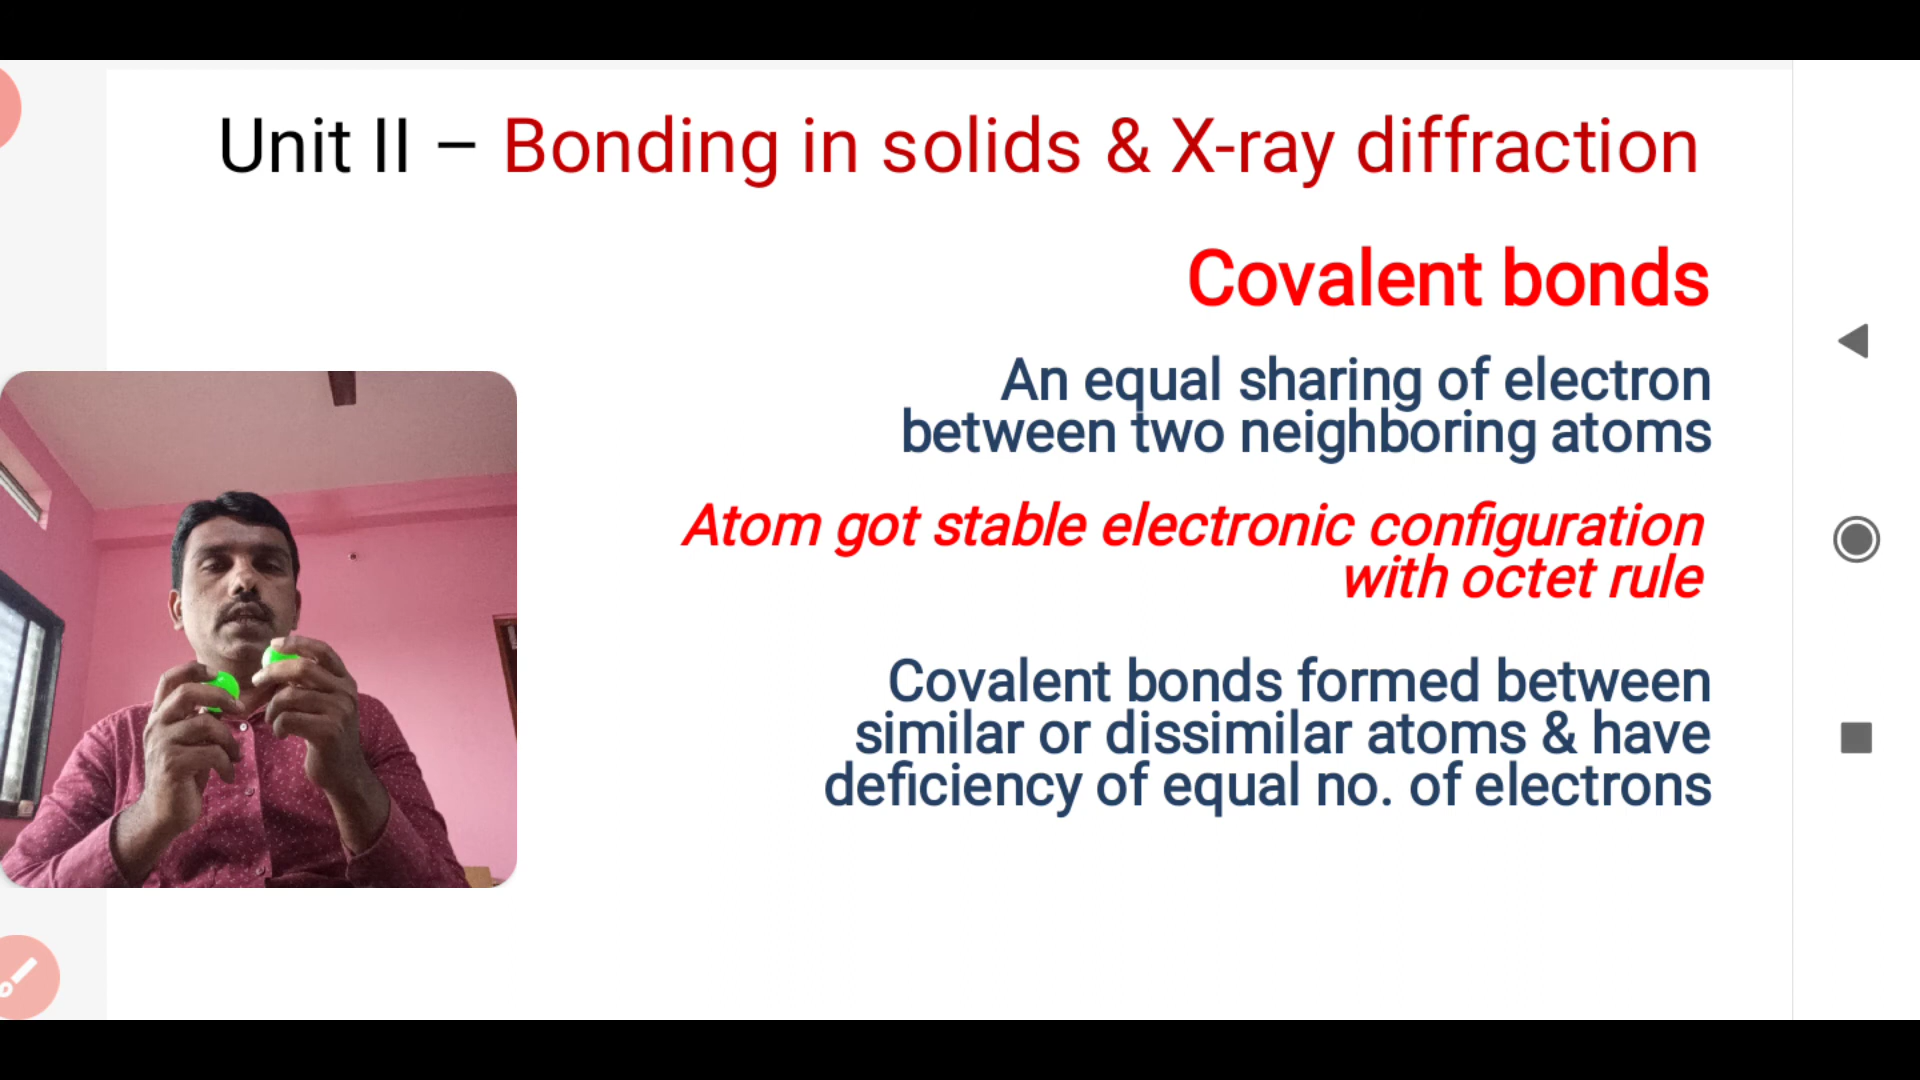 Unit II – Bonding in solids & X-ray diffraction
Covalent bonds
An equal sharing of electron
between two neighboring atoms
Atom got stable electronic configuration
with octet rule
Covalent bonds formed between
similar or dissimilar atoms & have
deficiency of equal no. of electrons